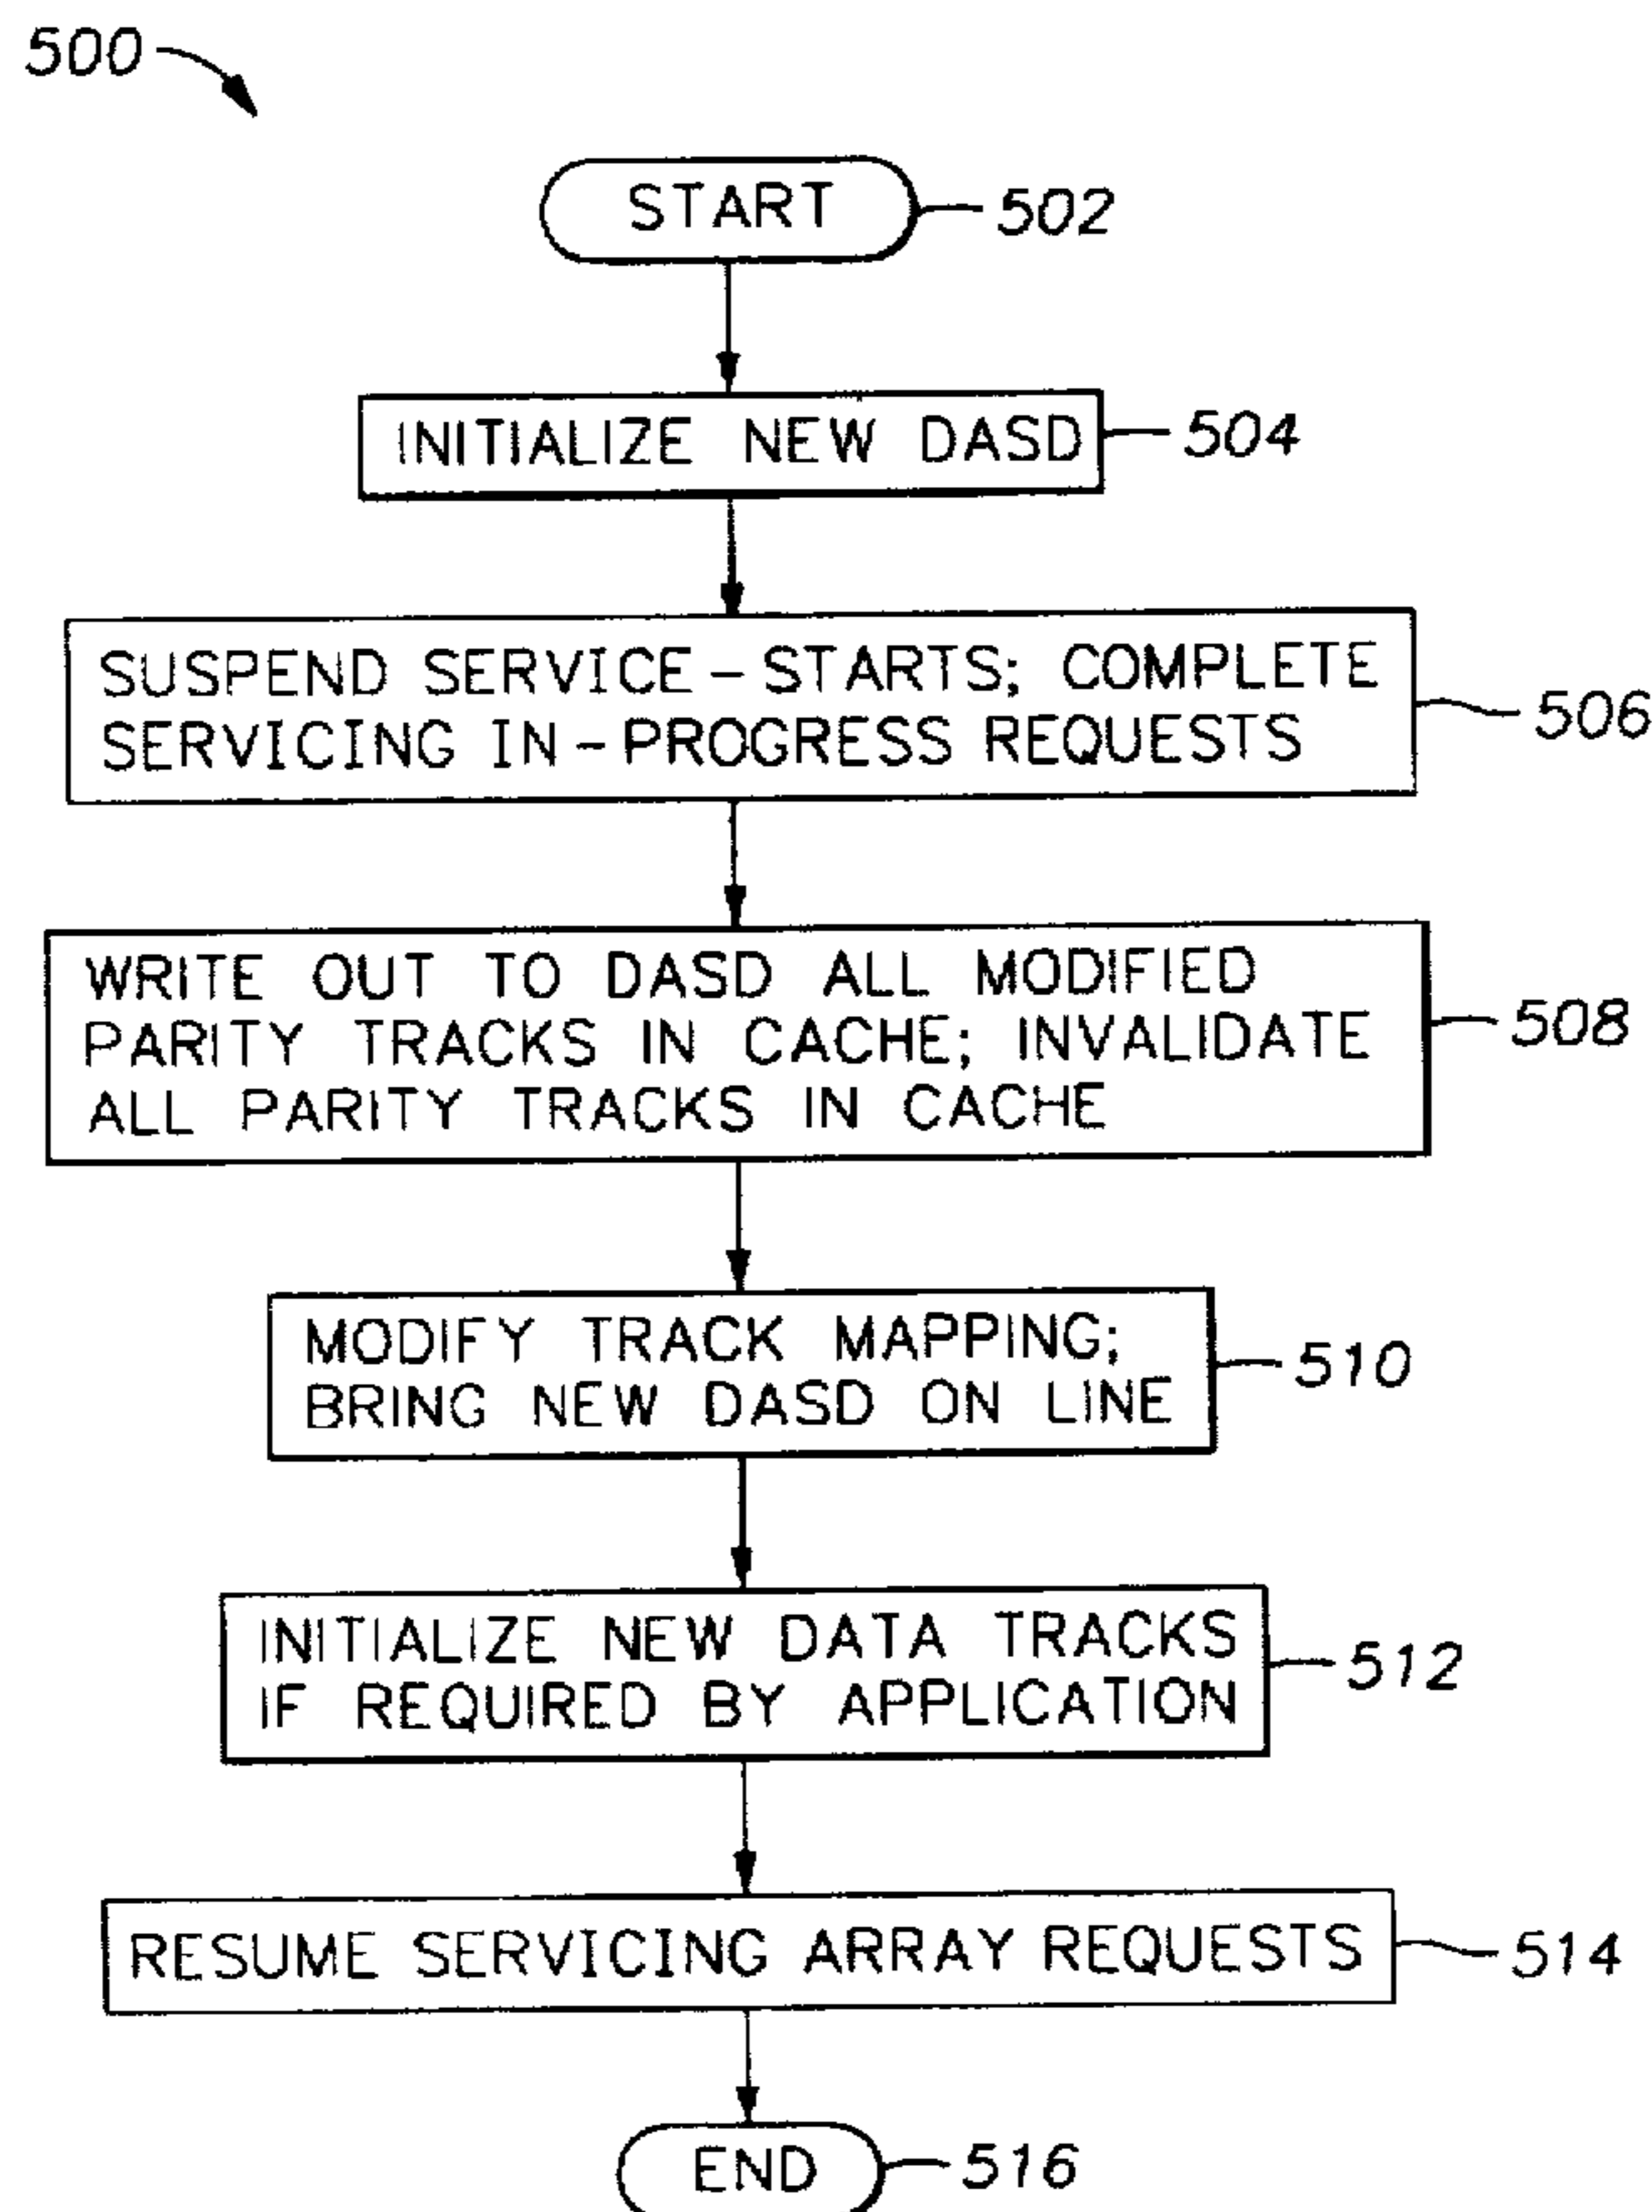 500
START
502
INITIALIZE NEW DASD
504
SUSPEND SERVICE-STARTS; COMPLETE
SERVICING IN-PROGRESS REQUESTS
506
WRITE OUT TO DASD ALL MODIFIED
PARITY TRACKS IN CACHE; INVALIDATE
ALL PARITY TRACKS IN CACHE
508
MODIFY TRACK MAPPING;
BRING NEW DASD ON LINE
510
INITIALIZE NEW DATA TRACKS
IF REQUIRED BY APPLICATION
512
RESUME SERVICING ARRAY REQUESTS
514
END
516